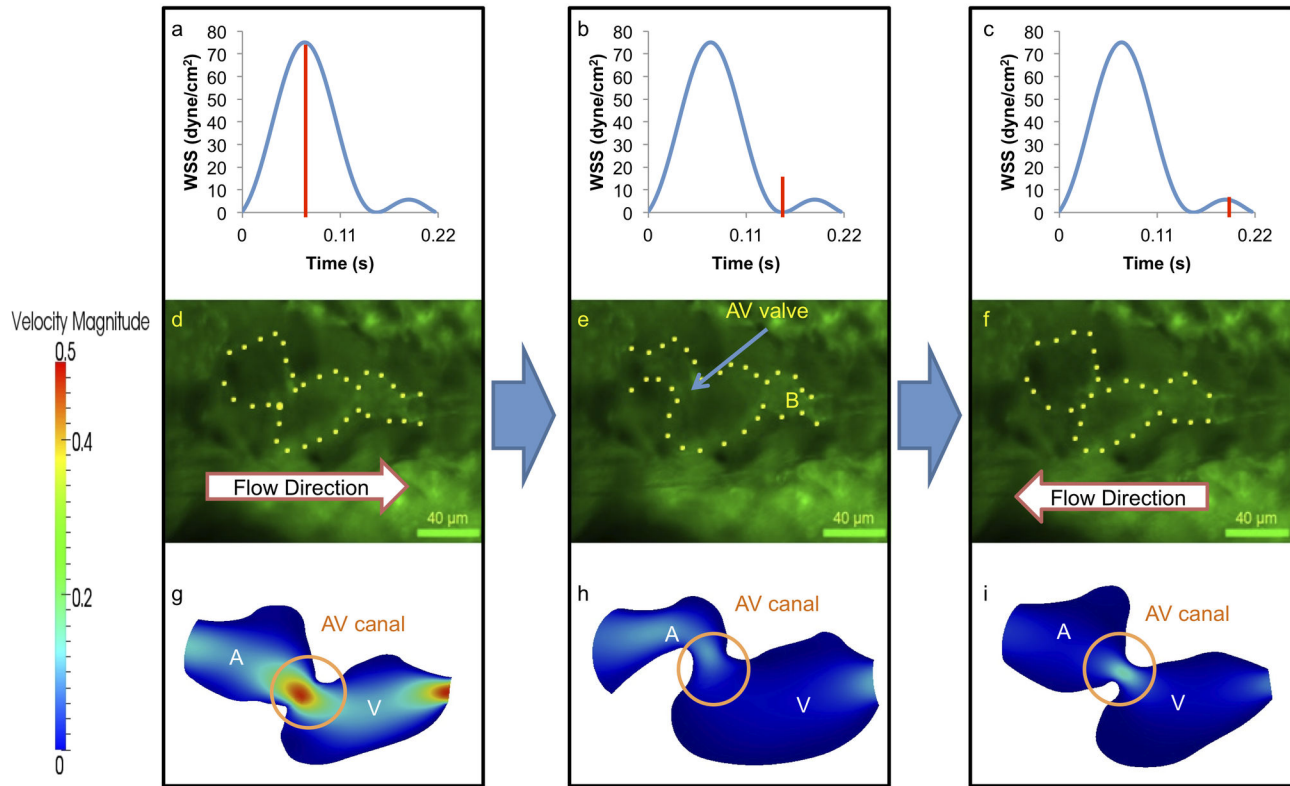 a
80
70
60
50
40
30
20
10
0
WSS (dyne/cm²)
0
0.11
0.22
Time (s)
b
80
70
60
50
40
30
20
10
0
WSS (dyne/cm²)
0
0.11
0.22
Time (s)
c
80
70
60
50
40
30
20
10
0
WSS (dyne/cm²)
0
0.11
0.22
Time (s)
Velocity Magnitude
0.5
0.4
0.2
0
d
Flow Direction
40 µm
e
AV valve
B
40 µm
f
Flow Direction
40 µm
g
AV canal
A
V
h
AV canal
A
V
i
AV canal
A
V